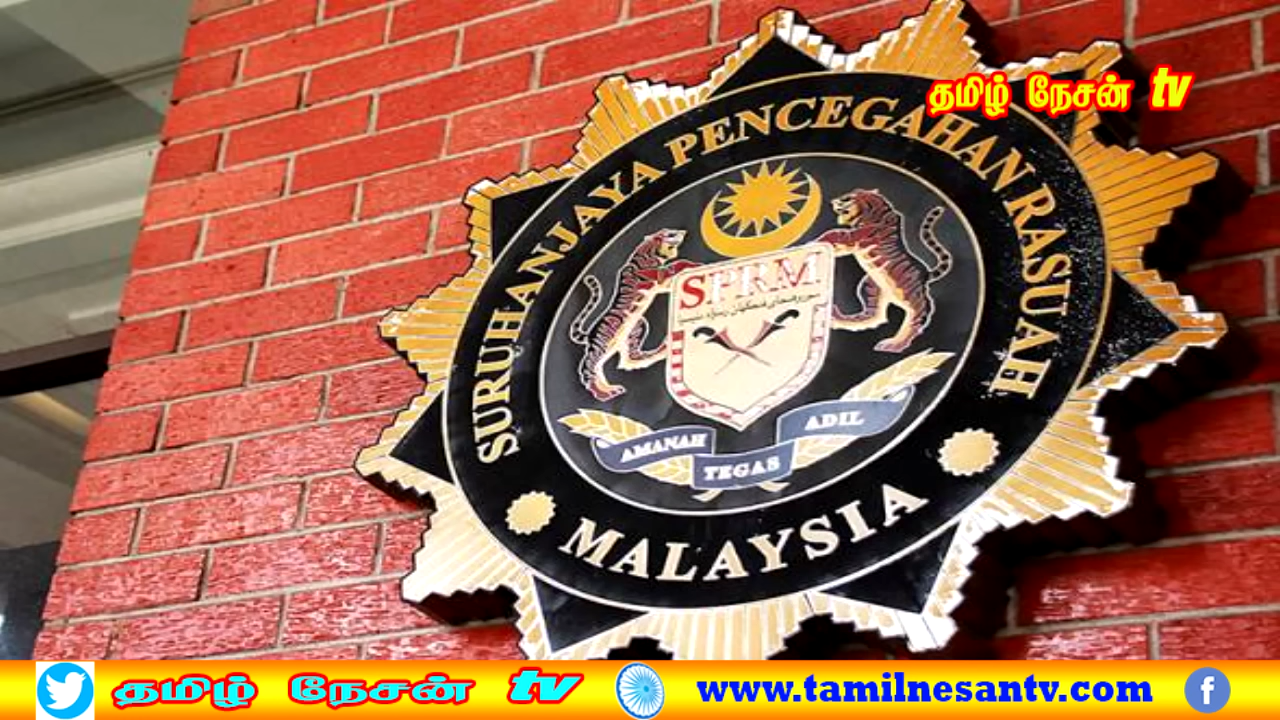 தமிழ் நேசன் tv
SURUHANJAYA PENCEGAHAN RASUAH
SPRM
AMANAH TEGAS ADIL
MALAYSIA
தமிழ் நேசன் tv www.tamilnesantv.com f